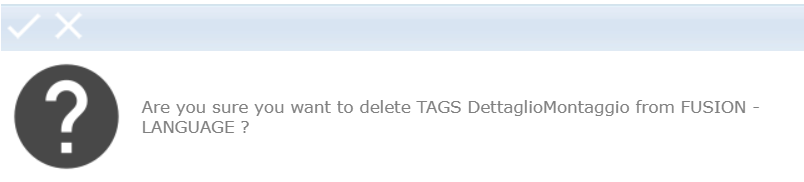 Are you sure you want to delete TAGS DettaglioMontaggio from FUSION -
LANGUAGE ?